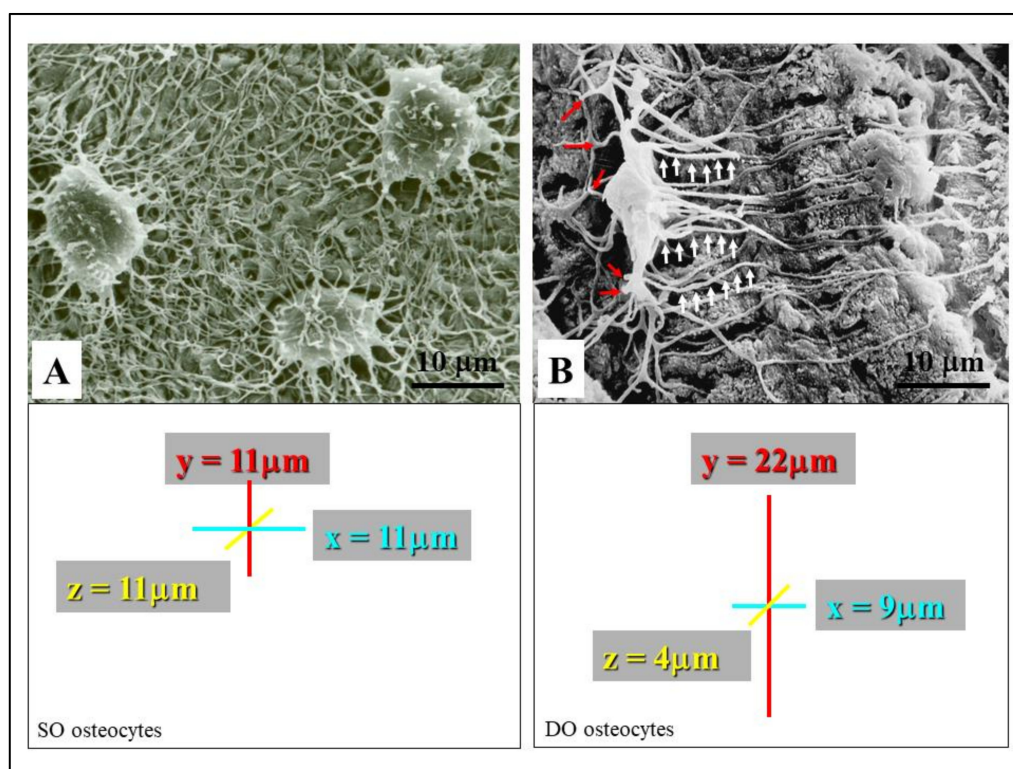 A
10 μm
B
10 μm
y = 11μm
x = 11μm
z = 11μm
SO osteocytes
y = 22μm
x = 9μm
z = 4μm
DO osteocytes